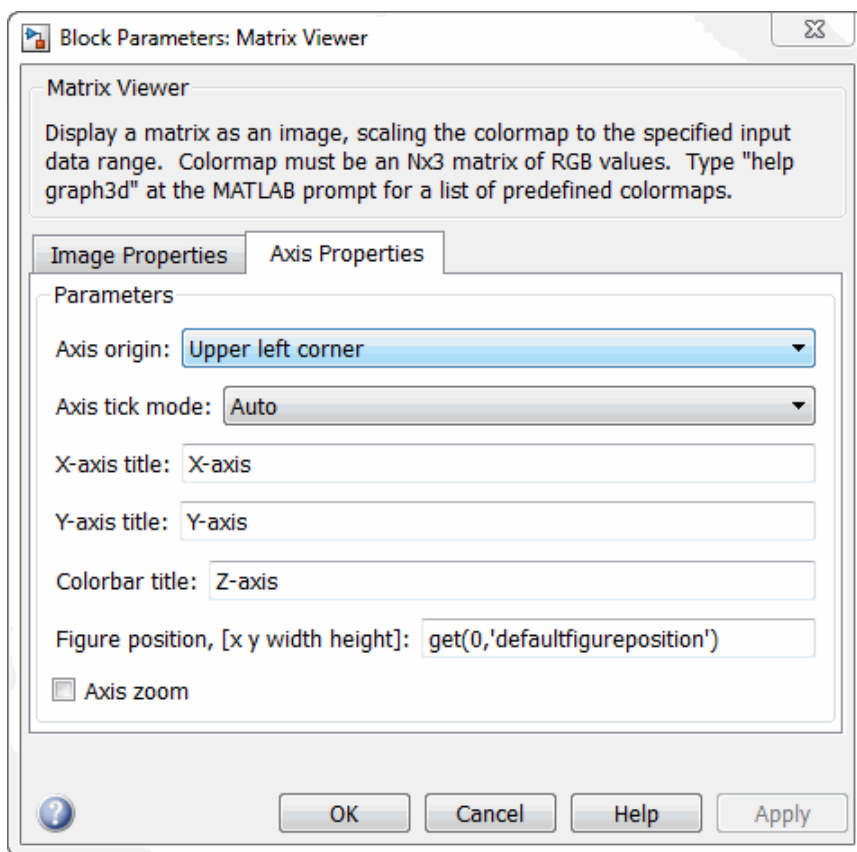 Block Parameters: Matrix Viewer
Matrix Viewer
Display a matrix as an image, scaling the colormap to the specified input
data range.  Colormap must be an Nx3 matrix of RGB values.  Type "help
graph3d" at the MATLAB prompt for a list of predefined colormaps.
Image Properties Axis Properties
Parameters
Axis origin: Upper left corner
Axis tick mode: Auto
X-axis title: X-axis
Y-axis title: Y-axis
Colorbar title: Z-axis
Figure position, [x y width height]: get(0,'defaultfigureposition')
Axis zoom
? OK Cancel Help Apply